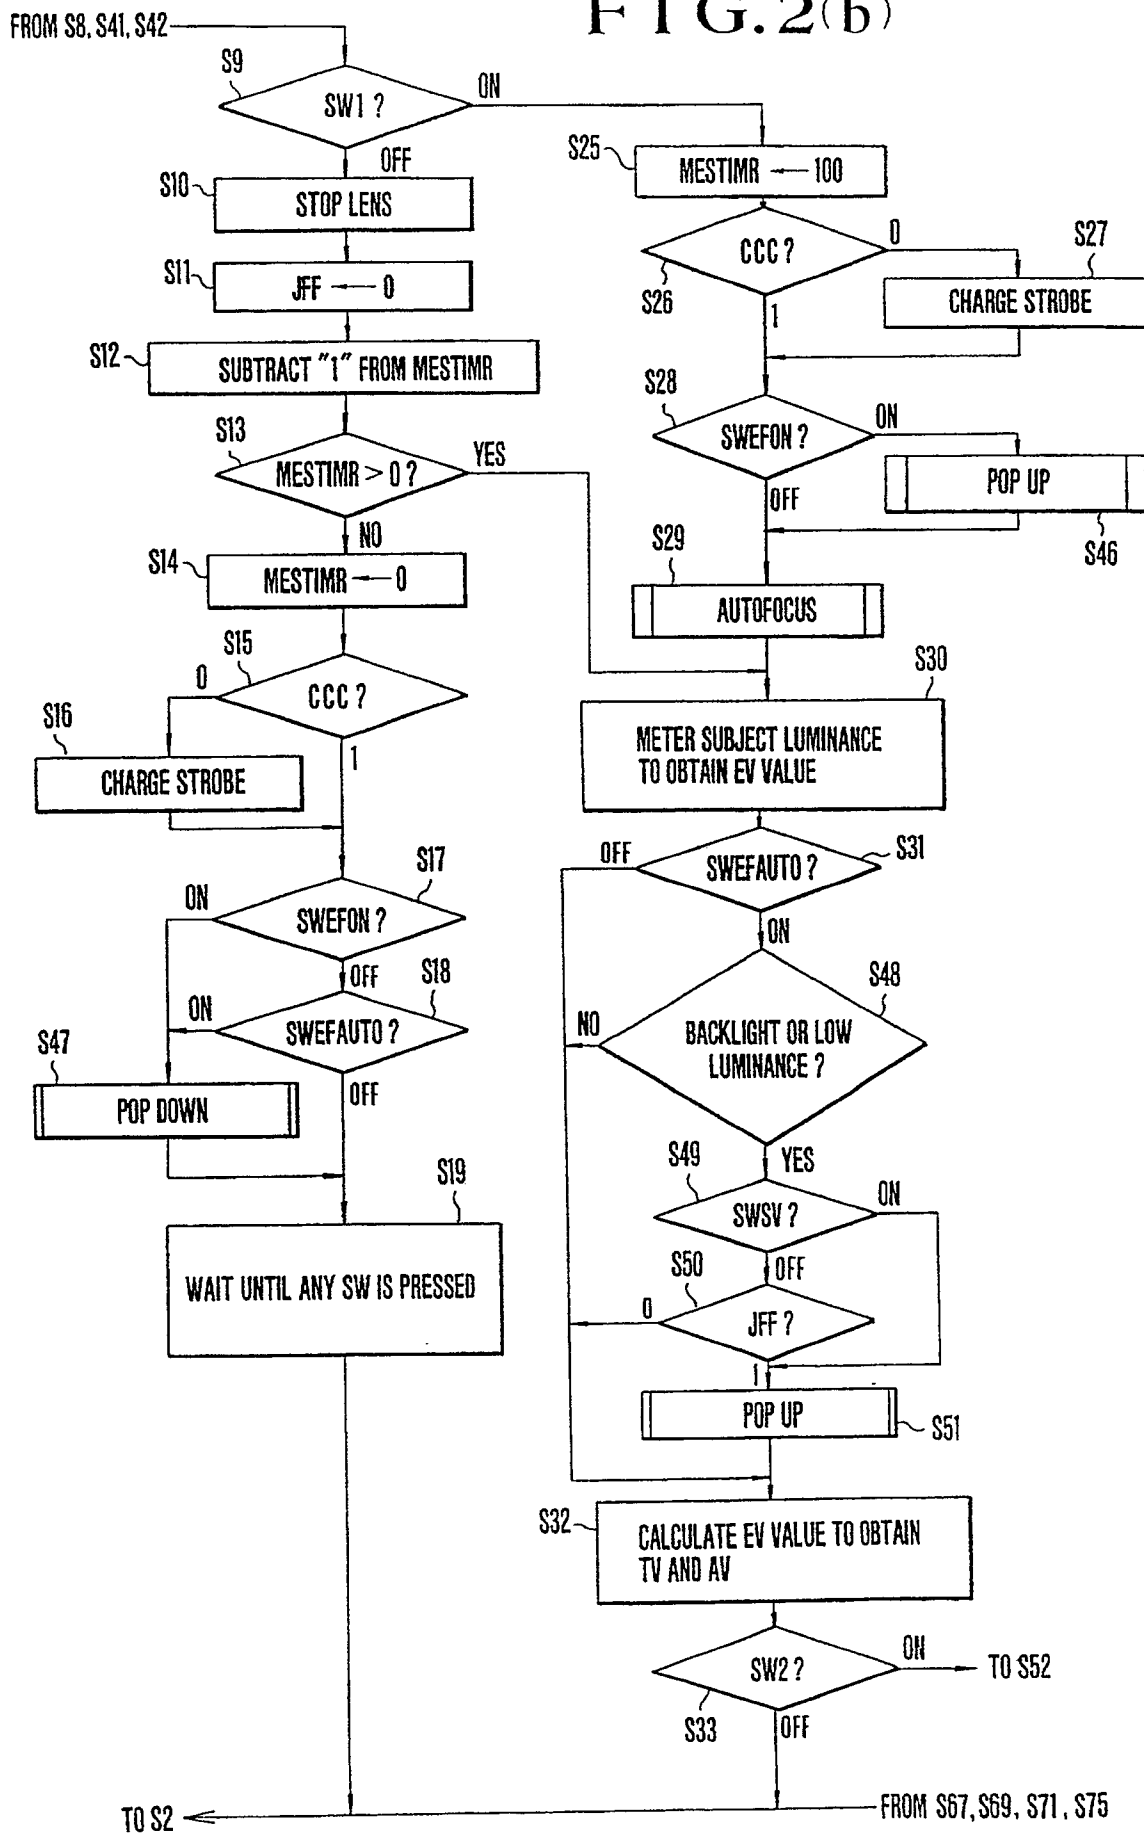 FIG. 2(b)
FROM S8, S41, S42
S9
SW1 ?
ON
OFF
S10
STOP LENS
S11
JFF ← 0
S12
SUBTRACT "1" FROM MESTIMR
S13
MESTIMR > 0 ?
YES
NO
S14
MESTIMR ← 0
S15
CCC ?
0
1
S16
CHARGE STROBE
S17
SWEFON ?
ON
OFF
S18
SWEFAUTO ?
ON
OFF
S47
POP DOWN
S19
WAIT UNTIL ANY SW IS PRESSED
S25
MESTIMR ← 100
CCC ?
S26
0
1
S27
CHARGE STROBE
S28
SWEFON ?
ON
OFF
POP UP
S46
S29
AUTOFOCUS
S30
METER SUBJECT LUMINANCE
TO OBTAIN EV VALUE
S31
SWEFAUTO ?
OFF
ON
S48
BACKLIGHT OR LOW
LUMINANCE ?
NO
YES
S49
SWSV ?
ON
OFF
S50
JFF ?
0
1
POP UP
S51
S32
CALCULATE EV VALUE TO OBTAIN
TV AND AV
SW2 ?
ON
TO S52
S33
OFF
TO S2
FROM S67, S69, S71, S75